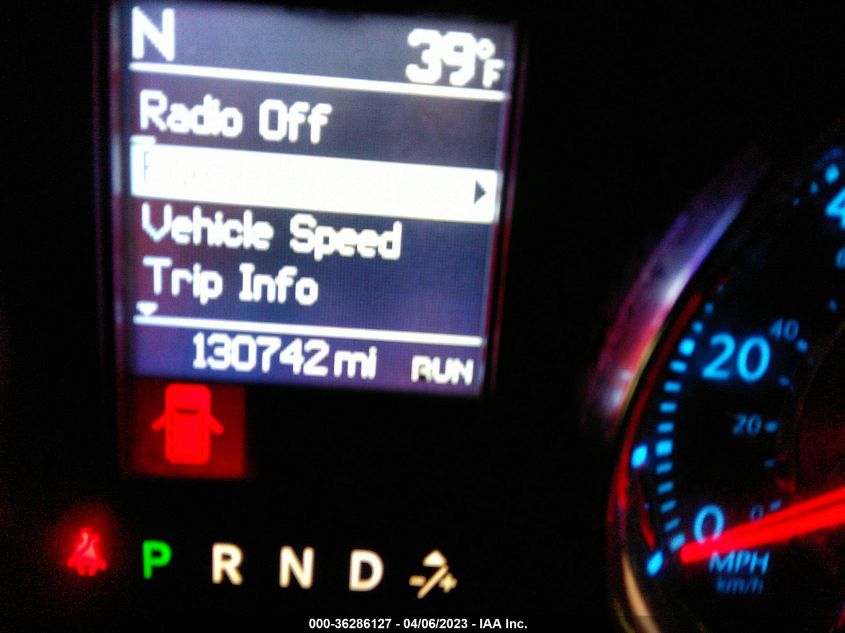 N 39°F
Radio Off
Vehicle Speed
Trip Info
130742 mi RUN
P R N D -/+
40
20
20
0 0
MPH
km/h
000-36286127 - 04/06/2023 - IAA Inc.